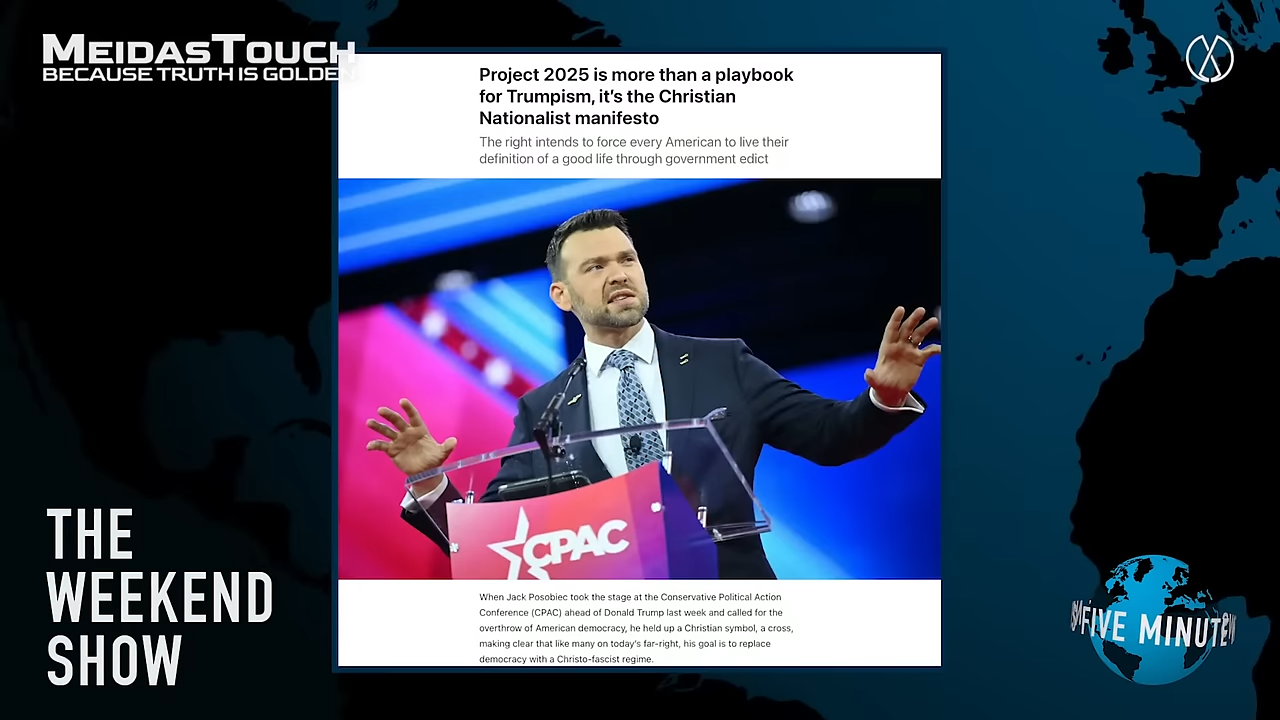 MEIDASTOUCH
BECAUSE TRUTH IS GOLDEN
Project 2025 is more than a playbook
for Trumpism, it's the Christian
Nationalist manifesto
The right intends to force every American to live their
definition of a good life through government edict
CPAC
When Jack Posobiec took the stage at the Conservative Political Action
Conference (CPAC) ahead of Donald Trump last week and called for the
overthrow of American democracy, he held up a Christian symbol, a cross,
making clear that like many on today's far-right, his goal is to replace
democracy with a Christo-fascist regime.
THE
WEEKEND
SHOW
FIVE MINUTE